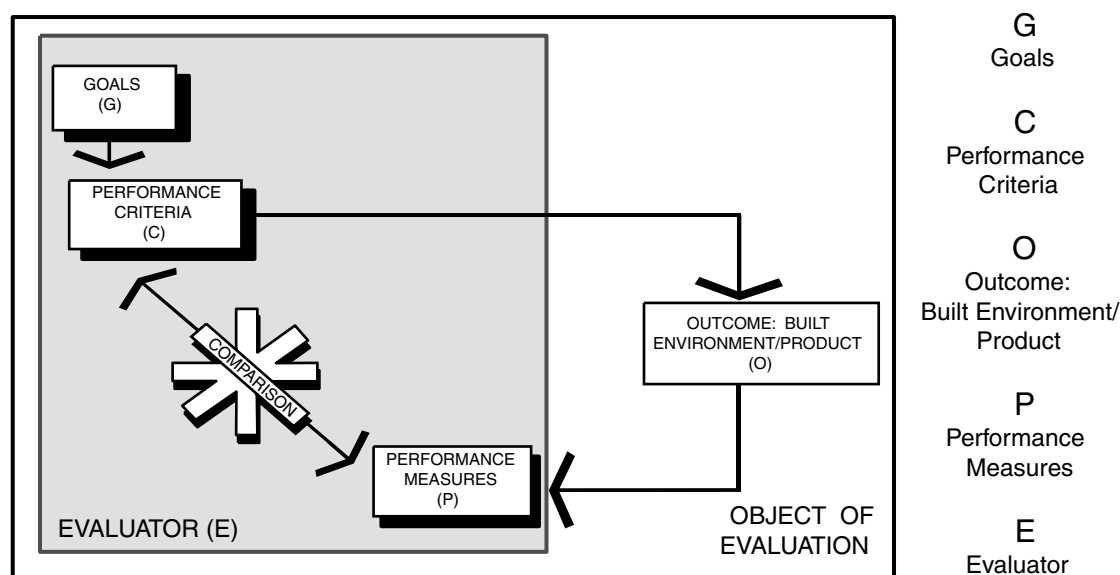 GOALS
(G)
PERFORMANCE
CRITERIA
(C)
COMPARISON
OUTCOME: BUILT
ENVIRONMENT/PRODUCT
(O)
PERFORMANCE
MEASURES
(P)
EVALUATOR (E)
OBJECT OF
EVALUATION
G
Goals
C
Performance
Criteria
O
Outcome:
Built Environment/
Product
P
Performance
Measures
E
Evaluator